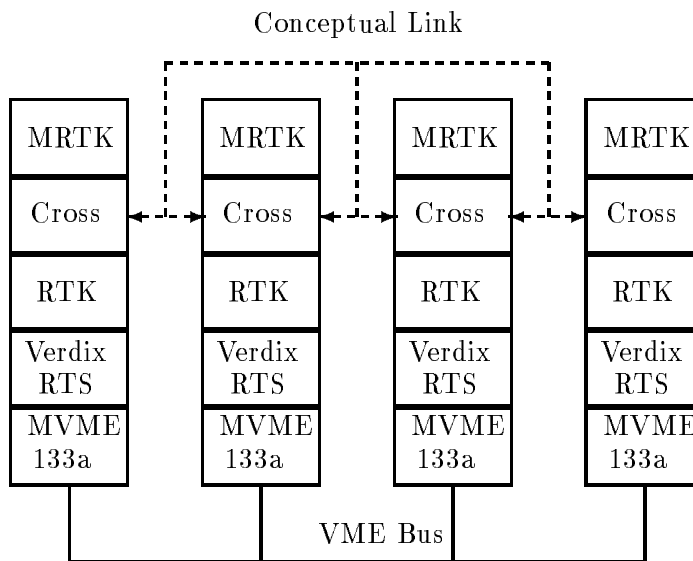 Conceptual Link
MRTK MRTK MRTK MRTK
Cross Cross Cross Cross
RTK RTK RTK RTK
Verdix Verdix Verdix Verdix
RTS RTS RTS RTS
MVME MVME MVME MVME
133a 133a 133a 133a
VME Bus